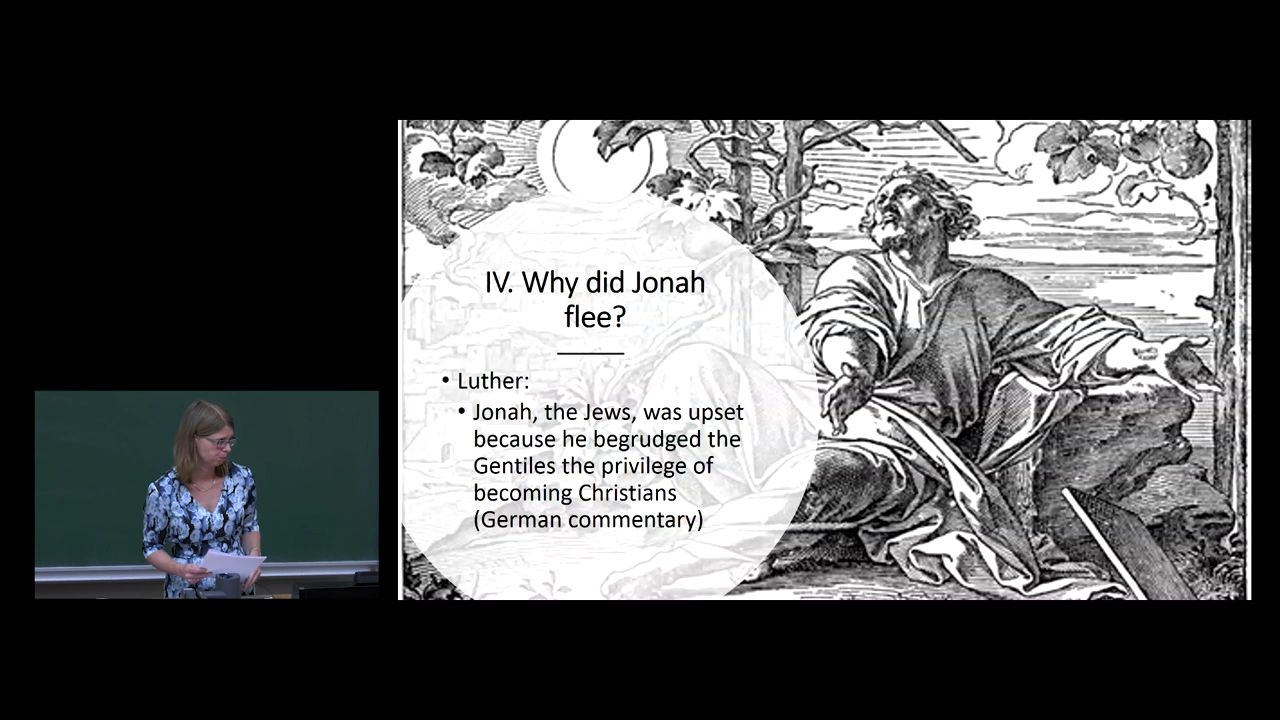 IV. Why did Jonah
flee?
• Luther:
• Jonah, the Jews, was upset
because he begrudged the
Gentiles the privilege of
becoming Christians
(German commentary)